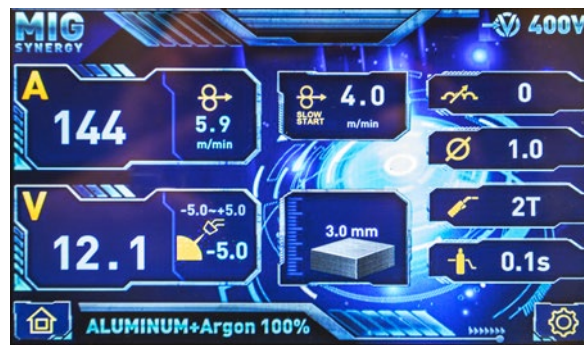 MIG
SYNERGY
400V
A
144
5.9
m/min
SLOW
START
4.0
m/min
0
1.0
V
12.1
-5.0~+5.0
-5.0
3.0 mm
2T
0.1s
ALUMINUM+Argon 100%